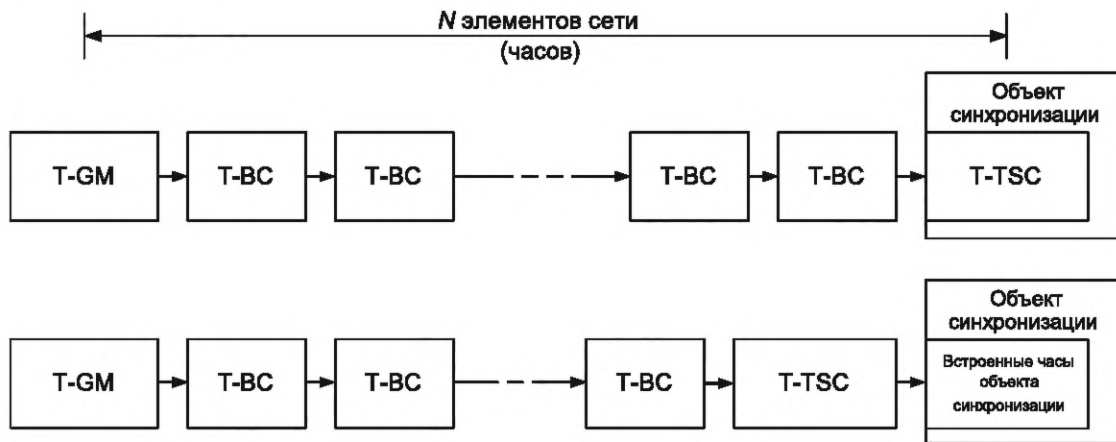 N элементов сети
(часов)
Объект
синхронизации
T-GM
T-BC
T-BC
T-BC
T-BC
T-TSC
Объект
синхронизации
T-GM
T-BC
T-BC
T-BC
T-TSC
Встроенные часы
объекта
синхронизации